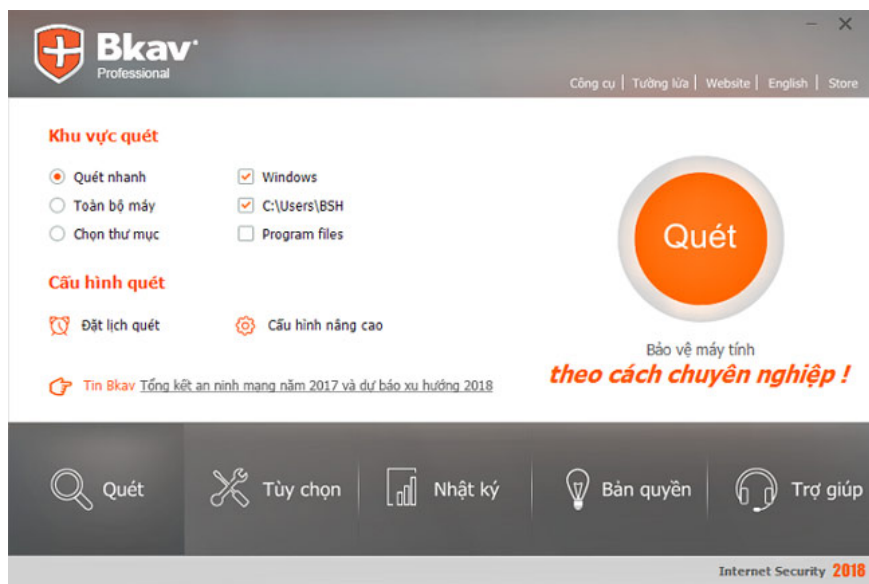 Bkav
Professional
Công cụ | Tường lửa | Website | English | Store
Khu vực quét
Quét nhanh
Windows
Toàn bộ máy
C:\Users\BSH
Chọn thư mục
Program files
Quét
Cấu hình quét
Đặt lịch quét
Cấu hình nâng cao
Bảo vệ máy tính
theo cách chuyên nghiệp !
Tin Bkav Tổng kết an ninh mạng năm 2017 và dự báo xu hướng 2018
Quét
Tùy chọn
Nhật ký
Bản quyền
Trợ giúp
Internet Security 2018